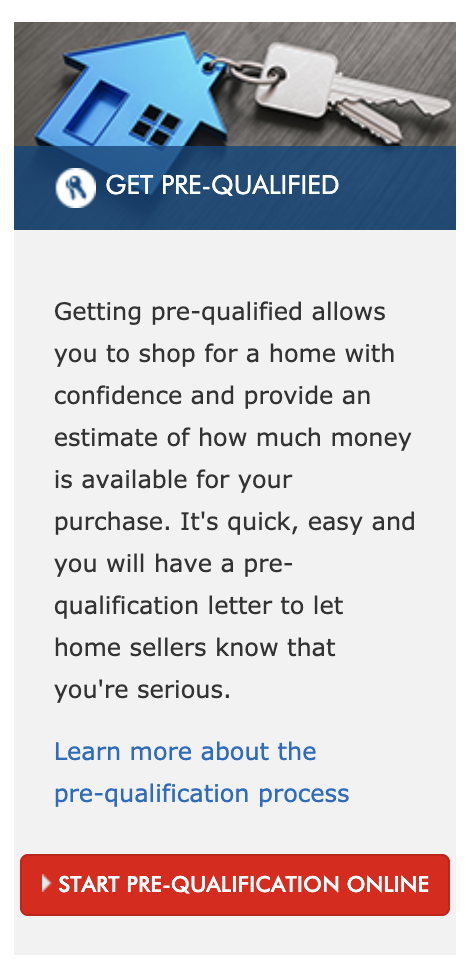 GET PRE-QUALIFIED
Getting pre-qualified allows
you to shop for a home with
confidence and provide an
estimate of how much money
is available for your
purchase. It's quick, easy and
you will have a pre-
qualification letter to let
home sellers know that
you're serious.
Learn more about the
pre-qualification process
START PRE-QUALIFICATION ONLINE